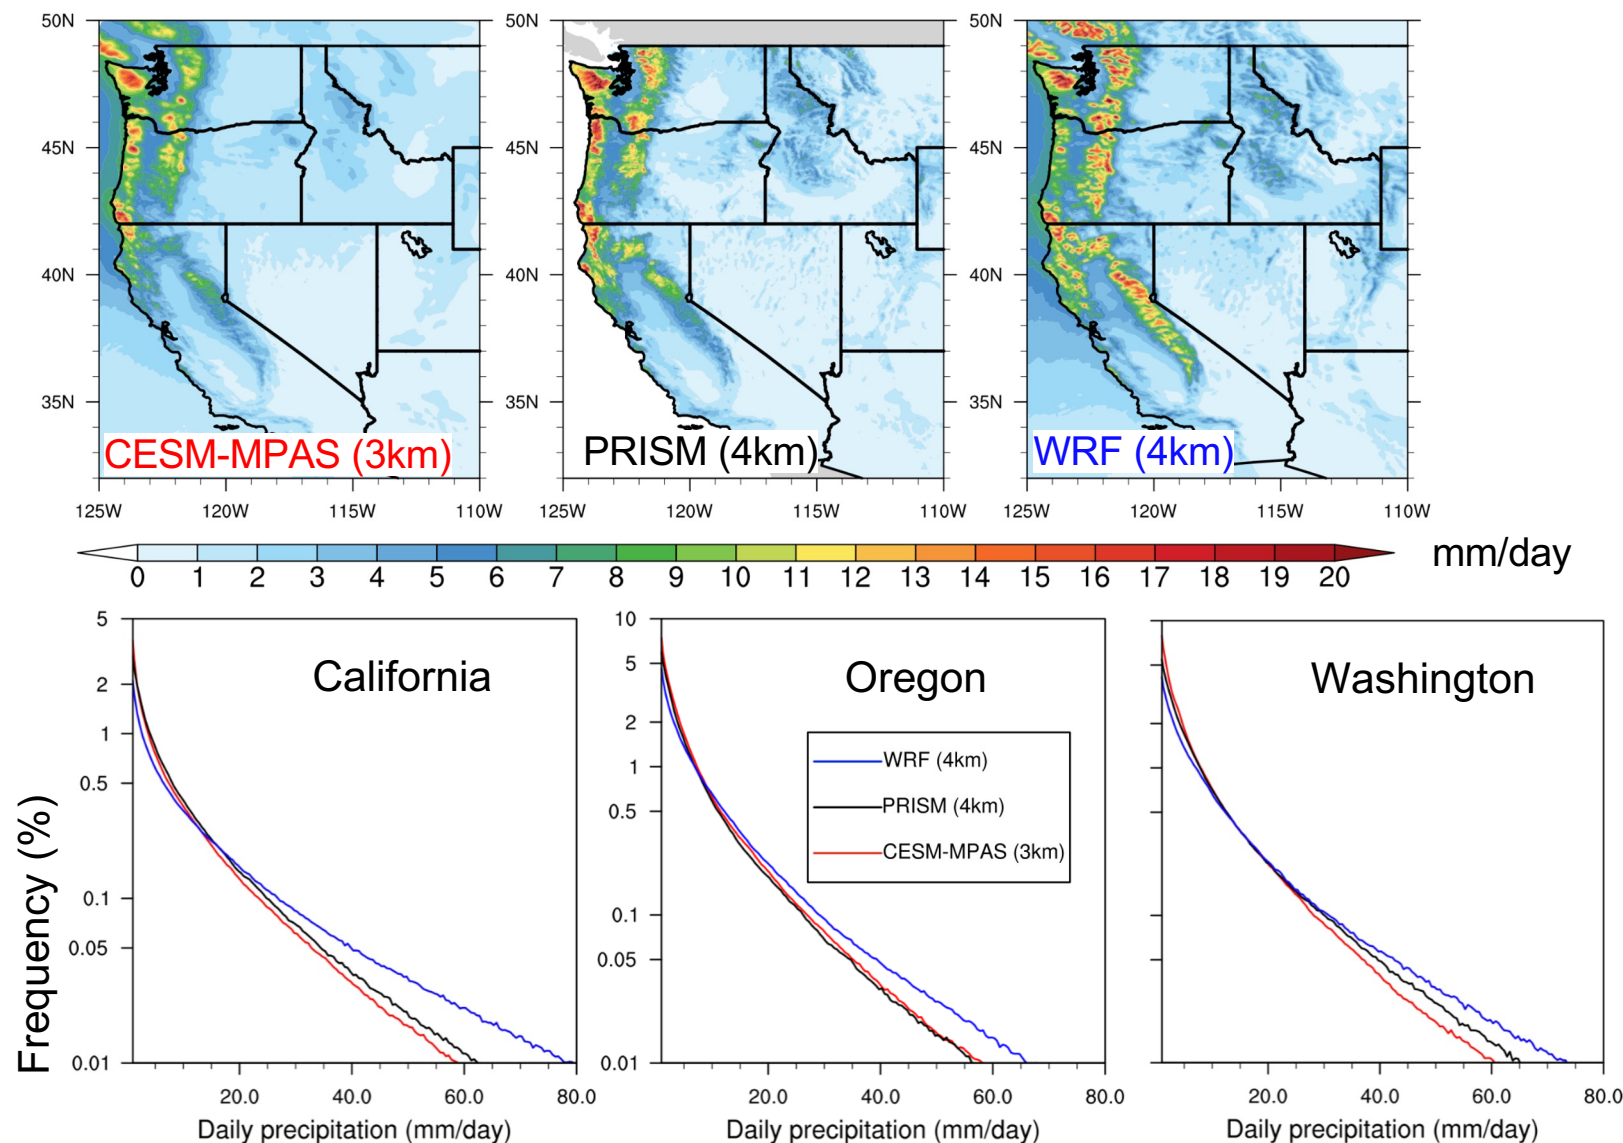 50N
45N
40N
35N
125W 120W 115W 110W
CESM-MPAS (3km)
50N
45N
40N
35N
125W 120W 115W 110W
PRISM (4km)
50N
45N
40N
35N
125W 120W 115W 110W
WRF (4km)
0 1 2 3 4 5 6 7 8 9 10 11 12 13 14 15 16 17 18 19 20
mm/day
Frequency (%)
5
2
1
0.5
0.1
0.05
0.01
California
20.0 40.0 60.0 80.0
Daily precipitation (mm/day)
10
5
2
1
0.5
0.1
0.05
0.01
Oregon
WRF (4km)
PRISM (4km)
CESM-MPAS (3km)
20.0 40.0 60.0 80.0
Daily precipitation (mm/day)
Washington
20.0 40.0 60.0 80.0
Daily precipitation (mm/day)